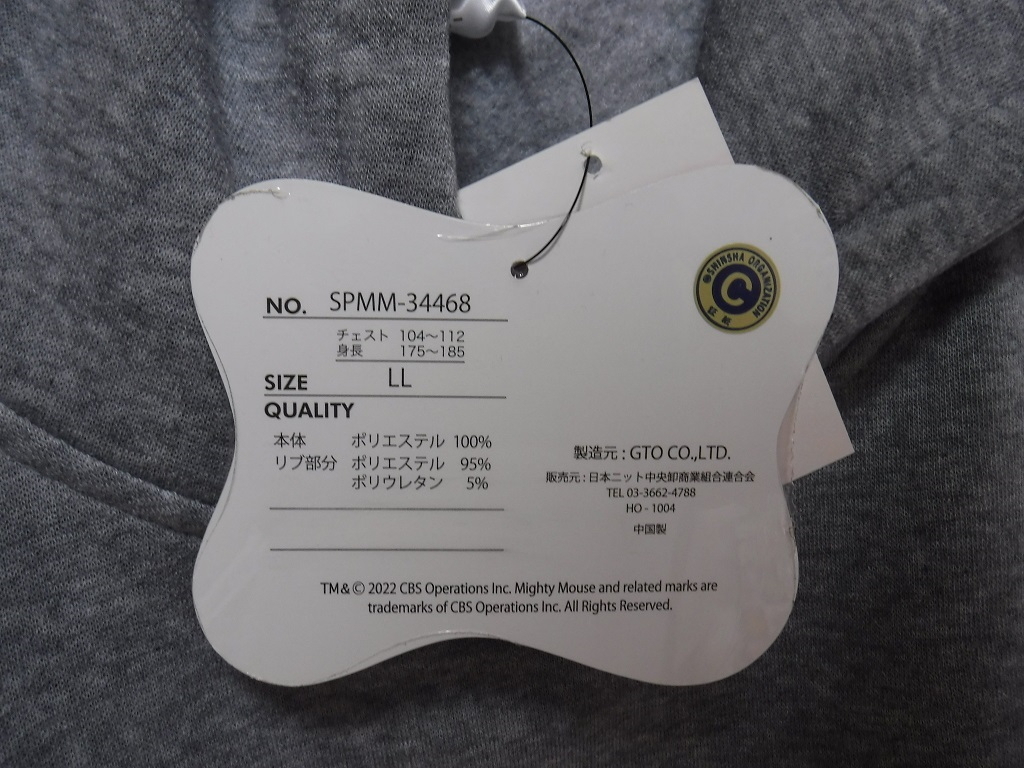 NO. SPMM-34468
チェスト 104～112
身長 175～185
SIZE LL
QUALITY
本体 ポリエステル 100%
リブ部分 ポリエステル 95%
ポリウレタン 5%
SHINSHA ORGANIZATION
C
製造元 : GTO CO.,LTD.
販売元 : 日本ニット中央卸商業組合連合会
TEL 03-3662-4788
HO - 1004
中国製
TM & © 2022 CBS Operations Inc. Mighty Mouse and related marks are
trademarks of CBS Operations Inc. All Rights Reserved.